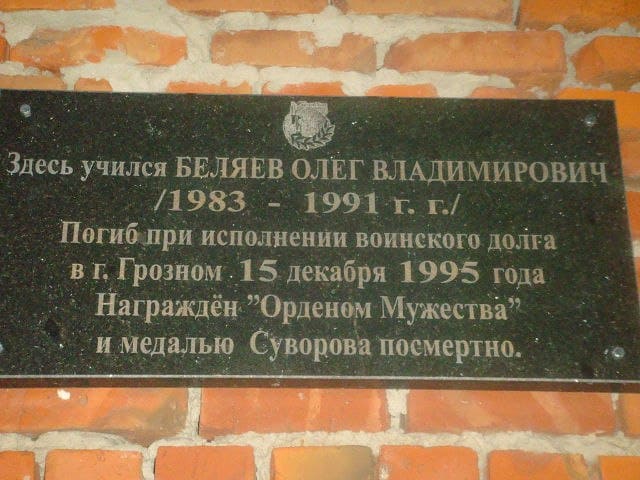 Здесь учился БЕЛЯЕВ ОЛЕГ ВЛАДИМИРОВИЧ
/1983 - 1991 г. г./
Погиб при исполнении воинского долга
в г. Грозном 15 декабря 1995 года
Награждён "Орденом Мужества"
и медалью Суворова посмертно.